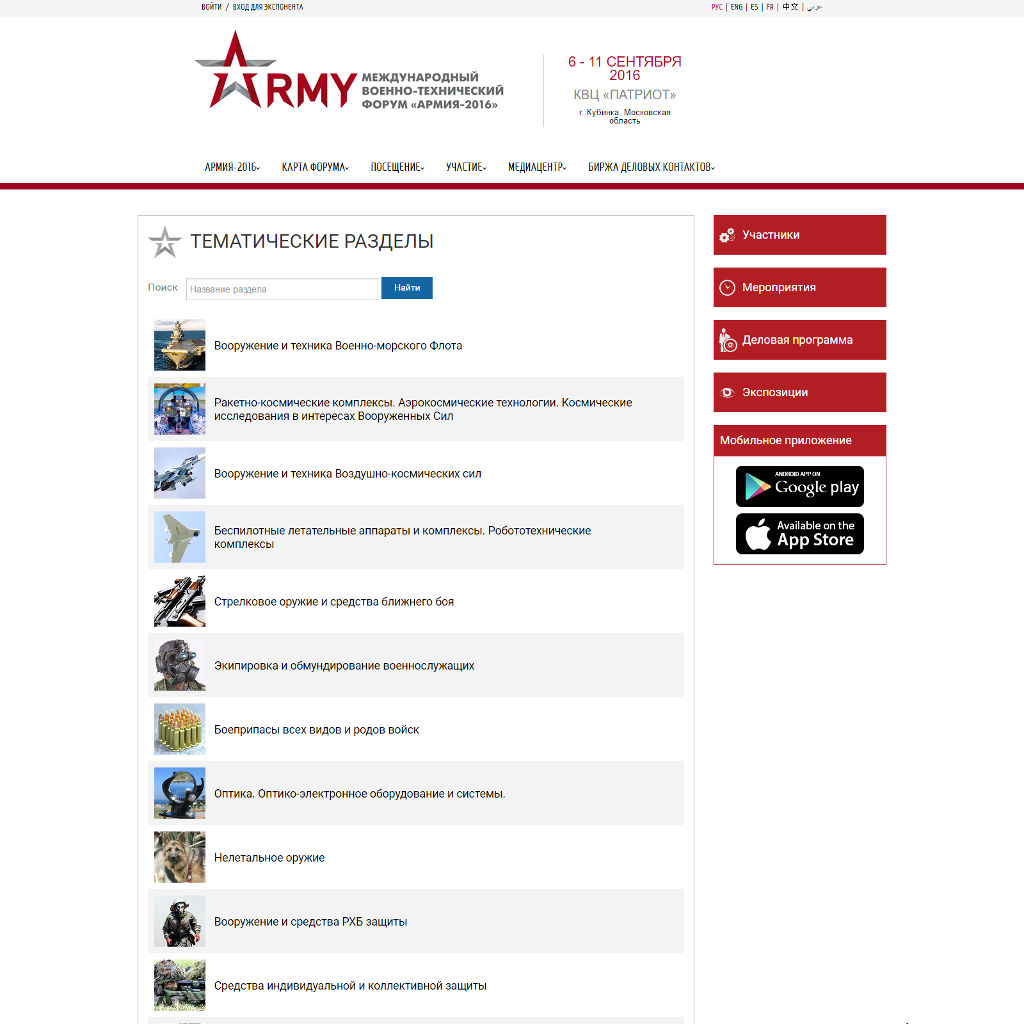 ВОЙТИ / ВХОД ДЛЯ ЭКСПОНЕНТА
РУС | ENG | ES | FR | 中文 | عربي
ARMY
МЕЖДУНАРОДНЫЙ
ВОЕННО-ТЕХНИЧЕСКИЙ
ФОРУМ «АРМИЯ-2016»
6 - 11 СЕНТЯБРЯ
2016
КВЦ «ПАТРИОТ»
г. Кубинка, Московская
область
АРМИЯ-2016 КАРТА ФОРУМА ПОСЕЩЕНИЕ УЧАСТИЕ МЕДИАЦЕНТР БИРЖА ДЕЛОВЫХ КОНТАКТОВ
ТЕМАТИЧЕСКИЕ РАЗДЕЛЫ
Поиск Название раздела Найти
Вооружение и техника Военно-морского Флота
Ракетно-космические комплексы. Аэрокосмические технологии. Космические
исследования в интересах Вооруженных Сил
Вооружение и техника Воздушно-космических сил
Беспилотные летательные аппараты и комплексы. Робототехнические
комплексы
Стрелковое оружие и средства ближнего боя
Экипировка и обмундирование военнослужащих
Боеприпасы всех видов и родов войск
Оптика. Оптико-электронное оборудование и системы.
Нелетальное оружие
Вооружение и средства РХБ защиты
Средства индивидуальной и коллективной защиты
Участники
Мероприятия
Деловая программа
Экспозиции
Мобильное приложение
ANDROID APP ON
Google play
Available on the
App Store